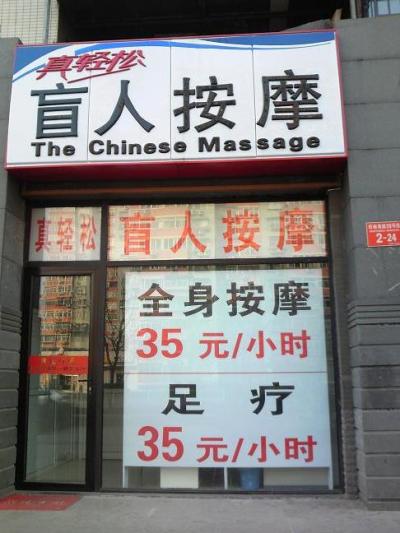 真轻松
盲人按摩
The Chinese Massage
真轻松 盲人按摩
2-24
全身按摩
35 元/小时
足 疗
35 元/小时